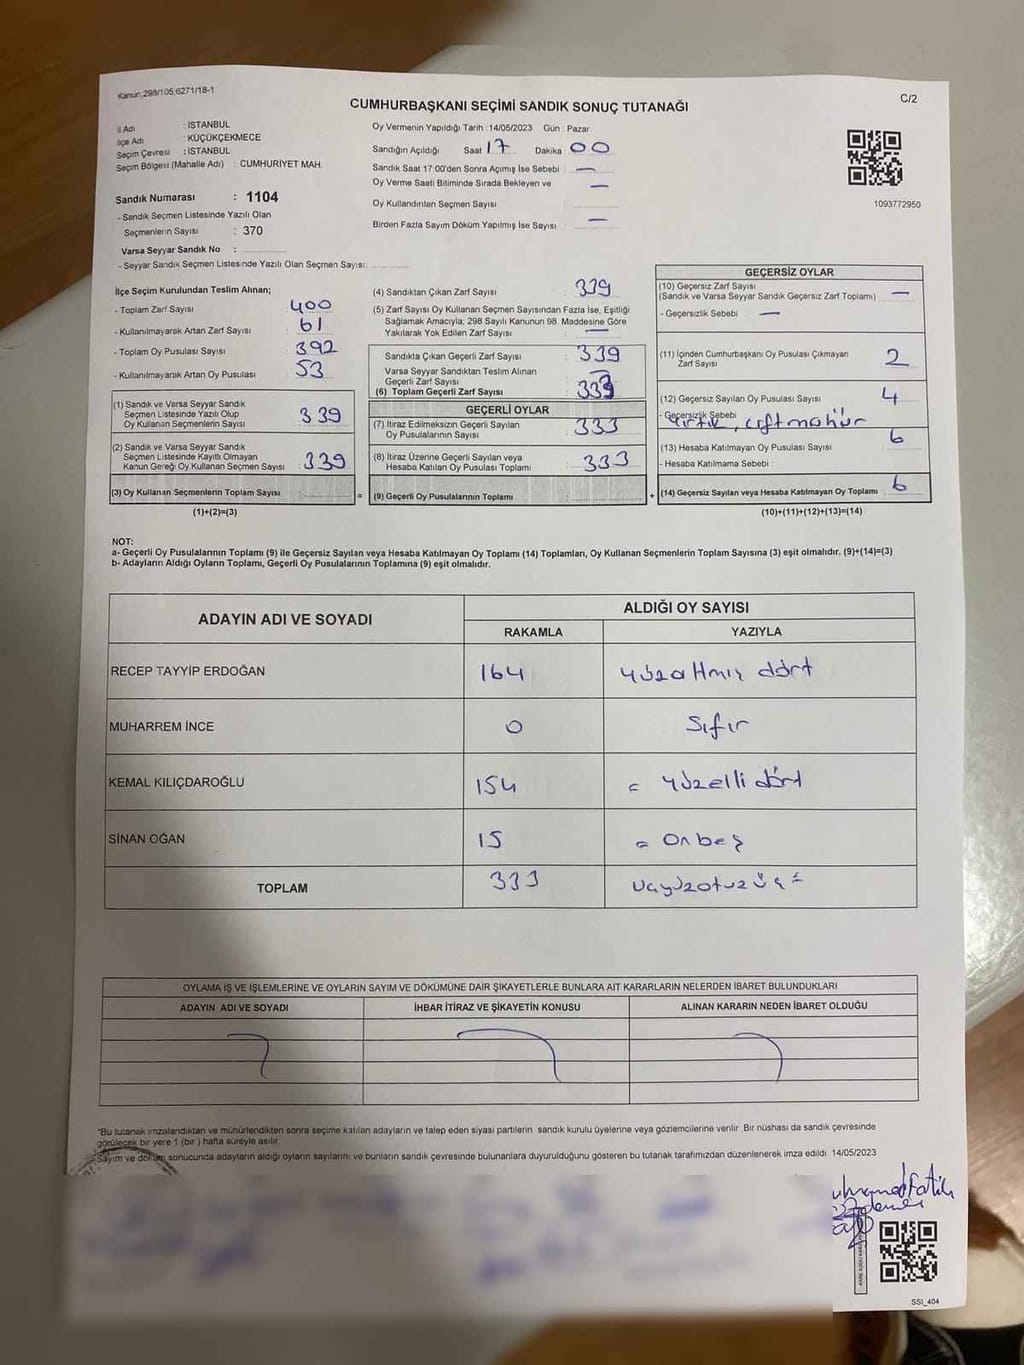 Kanun: 298/105,6271/18-1
CUMHURBAŞKANI SEÇİMİ SANDIK SONUÇ TUTANAĞI
C/2
İl Adı : İSTANBUL
İlçe Adı : KÜÇÜKÇEKMECE
Seçim Çevresi : İSTANBUL
Seçim Bölgesi (Mahalle Adı) : CUMHURİYET MAH.
Sandık Numarası : 1104
- Sandık Seçmen Listesinde Yazılı Olan
Seçmenlerin Sayısı : 370
Varsa Seyyar Sandık No :
- Seyyar Sandık Seçmen Listesinde Yazılı Olan Seçmen Sayısı:
Oy Vermenin Yapıldığı Tarih :14/05/2023 Gün : Pazar
Sandığın Açıldığı Saat 17 Dakika 00
Sandık Saat 17:00'den Sonra Açımış İse Sebebi : —
Oy Verme Saati Bitiminde Sırada Bekleyen ve —
Oy Kullandırılan Seçmen Sayısı
Birden Fazla Sayım Döküm Yapılmış İse Sayısı : —
1093772950
İlçe Seçim Kurulundan Teslim Alınan;
- Toplam Zarf Sayısı : 400
- Kullanılmayarak Artan Zarf Sayısı : 61
- Toplam Oy Pusulası Sayısı : 392
- Kullanılmayarak Artan Oy Pusulası : 53
(1) Sandık ve Varsa Seyyar Sandık
Seçmen Listesinde Yazılı Olup
Oy Kullanan Seçmenlerin Sayısı : 339
(2) Sandık ve Varsa Seyyar Sandık
Seçmen Listesinde Kayıtlı Olmayan
Kanun Gereği Oy Kullanan Seçmen Sayısı : 339
(3) Oy Kullanan Seçmenlerin Toplam Sayısı :
=
(1)+(2)=(3)
(4) Sandıktan Çıkan Zarf Sayısı : 339
(5) Zarf Sayısı Oy Kullanan Seçmen Sayısından Fazla İse, Eşitliği
Sağlamak Amacıyla, 298 Sayılı Kanunun 98. Maddesine Göre
Yakılarak Yok Edilen Zarf Sayısı : —
Sandıkta Çıkan Geçerli Zarf Sayısı : 339
Varsa Seyyar Sandıktan Teslim Alınan
Geçerli Zarf Sayısı : —
(6) Toplam Geçerli Zarf Sayısı : 339
GEÇERLİ OYLAR
(7) İtiraz Edilmeksizin Geçerli Sayılan
Oy Pusulalarının Sayısı : 333
(8) İtiraz Üzerine Geçerli Sayılan veya
Hesaba Katılan Oy Pusulası Toplamı : 333
(9) Geçerli Oy Pusulalarının Toplamı :
+
GEÇERSİZ OYLAR
(10) Geçersiz Zarf Sayısı
(Sandık ve Varsa Seyyar Sandık Geçersiz Zarf Toplamı) : —
- Geçersizlik Sebebi : —
(11) İçinden Cumhurbaşkanı Oy Pusulası Çıkmayan
Zarf Sayısı : 2
(12) Geçersiz Sayılan Oy Pusulası Sayısı : 4
- Geçersizlik Sebebi : Yırtık, çift mühür
(13) Hesaba Katılmayan Oy Pusulası Sayısı : 6
- Hesaba Katılmama Sebebi :
(14) Geçersiz Sayılan veya Hesaba Katılmayan Oy Toplamı : 6
(10)+(11)+(12)+(13)=(14)
NOT:
a- Geçerli Oy Pusulalarının Toplamı (9) ile Geçersiz Sayılan veya Hesaba Katılmayan Oy Toplamı (14) Toplamları, Oy Kullanan Seçmenlerin Toplam Sayısına (3) eşit olmalıdır. (9)+(14)=(3)
b- Adayların Aldığı Oyların Toplamı, Geçerli Oy Pusulalarının Toplamına (9) eşit olmalıdır.
ADAYIN ADI VE SOYADI ALDIĞI OY SAYISI
RAKAMLA YAZIYLA
RECEP TAYYİP ERDOĞAN 164 yüzaltmış dört
MUHARREM İNCE 0 Sıfır
KEMAL KILIÇDAROĞLU 154 = yüzelli dört
SİNAN OĞAN 15 = Onbeş
TOPLAM 333 üçyüzotuzüç =
OYLAMA İŞ VE İŞLEMLERİNE VE OYLARIN SAYIM VE DÖKÜMÜNE DAİR ŞİKAYETLERLE BUNLARA AİT KARARLARIN NELERDEN İBARET BULUNDUKLARI
ADAYIN ADI VE SOYADI İHBAR İTİRAZ VE ŞİKAYETİN KONUSU ALINAN KARARIN NEDEN İBARET OLDUĞU
*Bu tutanak imzalandıktan ve mühürlendikten sonra seçime katılan adayların ve talep eden siyasi partilerin sandık kurulu üyelerine veya gözlemcilerine verilir. Bir nüshası da sandık çevresinde
görülecek bir yere 1 (bir) hafta süreyle asılır.
Sayım ve döküm sonucunda adayların aldığı oyların sayılarını ve bunların sandık çevresinde bulunanlara duyurulduğunu gösteren bu tutanak tarafımızdan düzenlenerek imza edildi. 14/05/2023
SSI_404